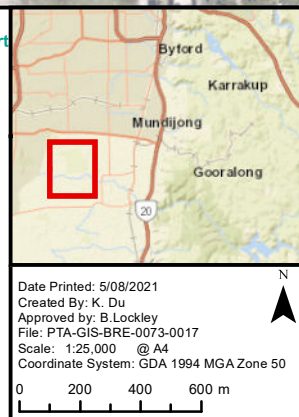 rt
Byford
Karrakup
Mundijong
Gooralong
20
N
Date Printed: 5/08/2021
Created By: K. Du
Approved by: B.Lockley
File: PTA-GIS-BRE-0073-0017
Scale: 1:25,000 @ A4
Coordinate System: GDA 1994 MGA Zone 50
0 200 400 600 m